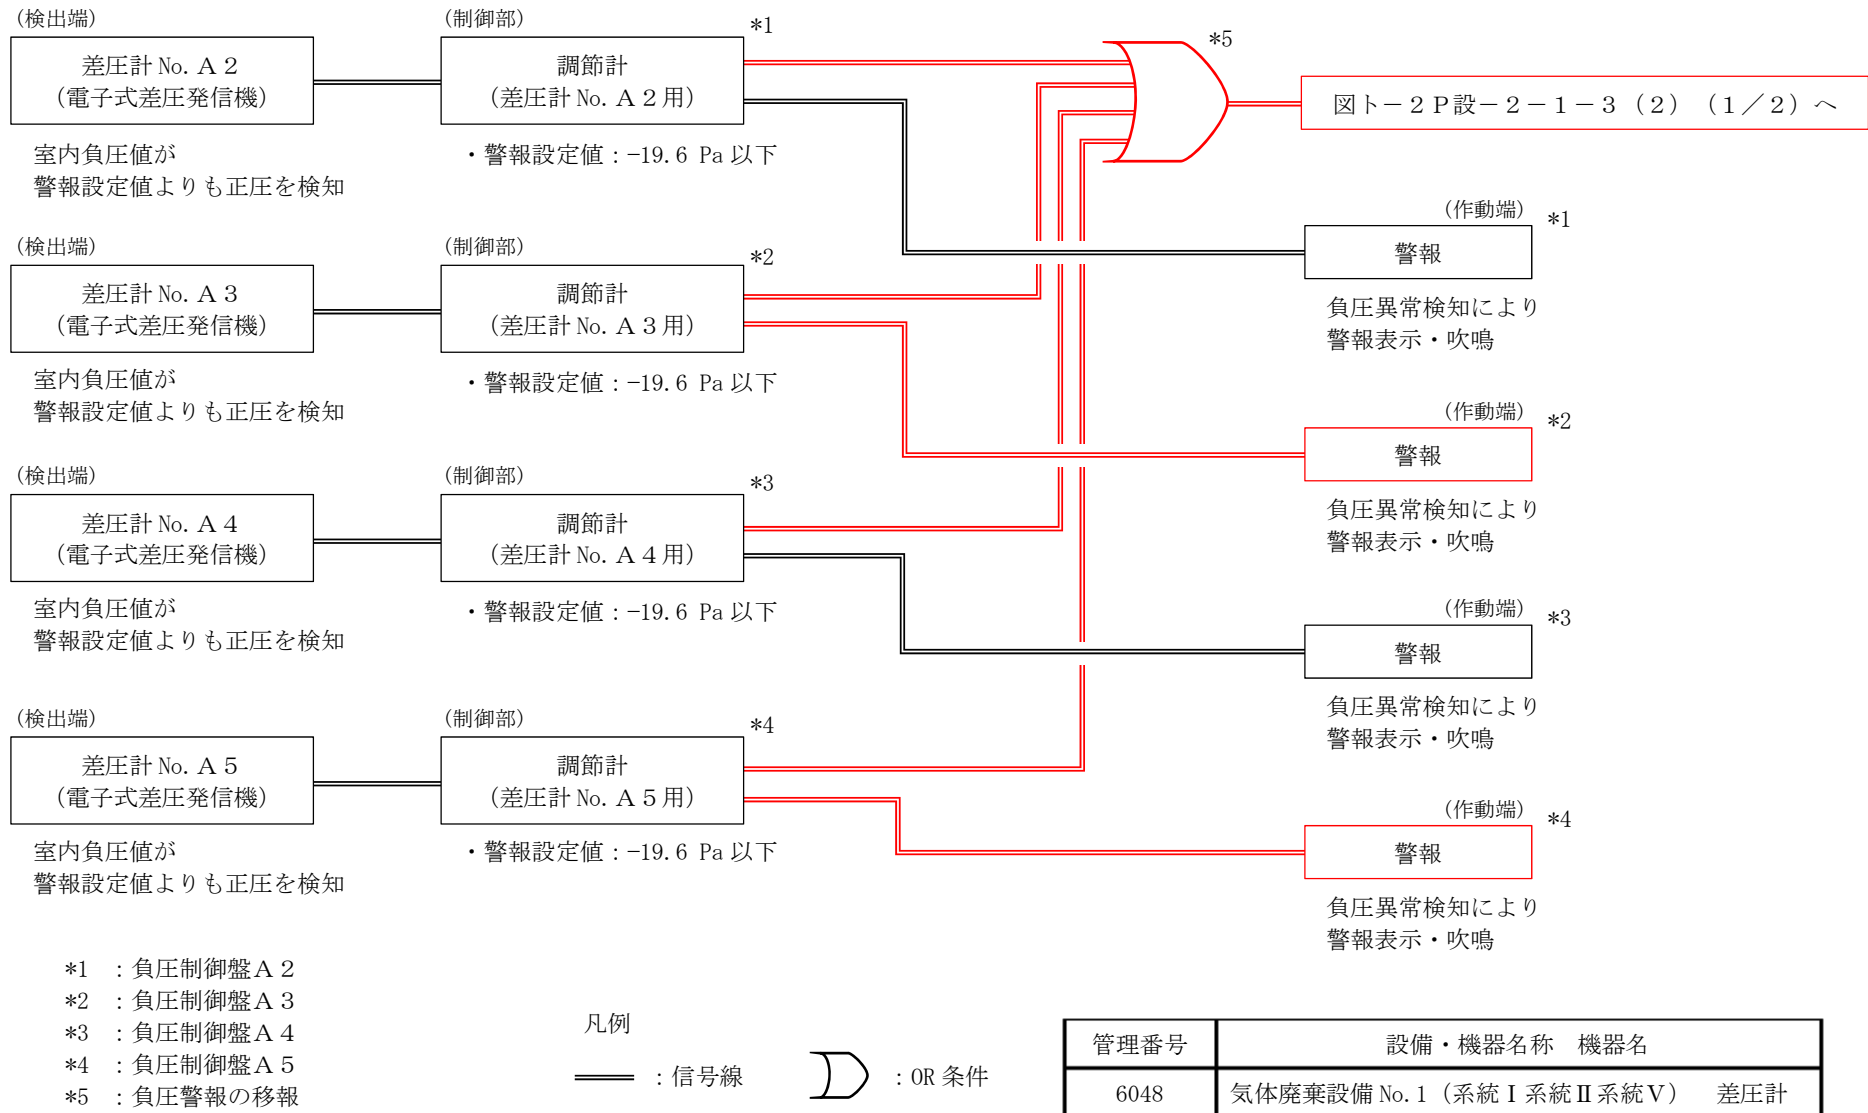 (検出端)
差圧計 No. A２
(電子式差圧発信機)
室内負圧値が
警報設定値よりも正圧を検知
(制御部)
*1
調節計
(差圧計 No. A２用)
・警報設定値：-19.6 Pa 以下
*5
図ト－２Ｐ設－２－１－３（２）（１／２）へ
(作動端)
*1
警報
負圧異常検知により
警報表示・吹鳴
(検出端)
差圧計 No. A３
(電子式差圧発信機)
室内負圧値が
警報設定値よりも正圧を検知
(制御部)
*2
調節計
(差圧計 No. A３用)
・警報設定値：-19.6 Pa 以下
(作動端)
*2
警報
負圧異常検知により
警報表示・吹鳴
(検出端)
差圧計 No. A４
(電子式差圧発信機)
室内負圧値が
警報設定値よりも正圧を検知
(制御部)
*3
調節計
(差圧計 No. A４用)
・警報設定値：-19.6 Pa 以下
(作動端)
*3
警報
負圧異常検知により
警報表示・吹鳴
(検出端)
差圧計 No. A５
(電子式差圧発信機)
室内負圧値が
警報設定値よりも正圧を検知
(制御部)
*4
調節計
(差圧計 No. A５用)
・警報設定値：-19.6 Pa 以下
(作動端)
*4
警報
負圧異常検知により
警報表示・吹鳴
*1 ：負圧制御盤A２
*2 ：負圧制御盤A３
*3 ：負圧制御盤A４
*4 ：負圧制御盤A５
*5 ：負圧警報の移報
凡例
：信号線
：OR 条件
管理番号 設備・機器名称 機器名
6048 気体廃棄設備 No.1（系統Ⅰ系統Ⅱ系統Ⅴ） 差圧計